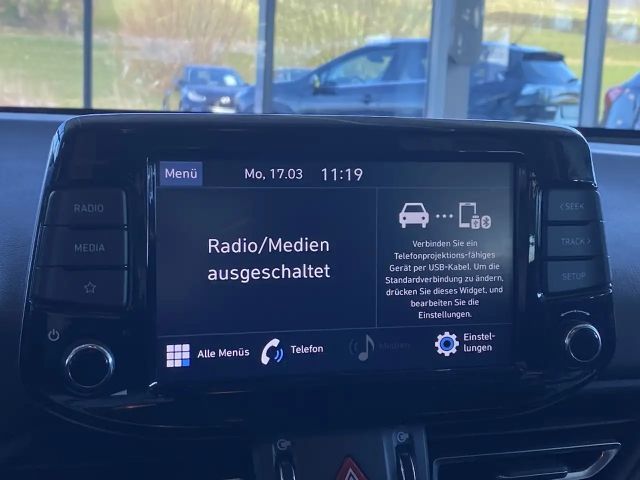 Menü
Mo, 17.03 11:19
RADIO
MEDIA
Radio/Medien
ausgeschaltet
Verbinden Sie ein
Telefonprojektions-fähiges
Gerät per USB-Kabel. Um die
Standardverbindung zu ändern,
drücken Sie dieses Widget, und
bearbeiten Sie die
Einstellungen.
< SEEK
TRACK >
SETUP
Alle Menüs
Telefon
Medien
Einstel-
lungen